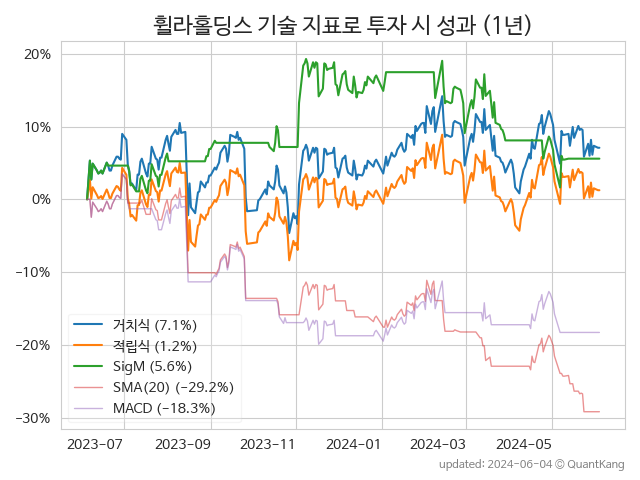 휠라홀딩스 기술 지표로 투자 시 성과 (1년)
20%
10%
0%
−10%
−20%
−30%
거치식 (7.1%)
적립식 (1.2%)
SigM (5.6%)
SMA(20) (−29.2%)
MACD (−18.3%)
2023−07
2023−09
2023−11
2024−01
2024−03
2024−05
updated: 2024−06−04 ⓒ QuantKang